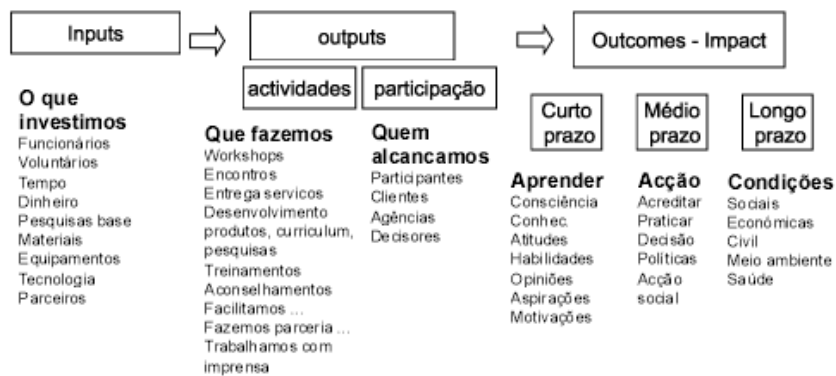 Inputs
outputs
Outcomes - Impact
actividades
participação
Curto
prazo
Médio
prazo
Longo
prazo
O que
investimos
Funcionários
Voluntários
Tempo
Dinheiro
Pesquisas base
Materiais
Equipamentos
Tecnologia
Parceiros
Que fazemos
Workshops
Encontros
Entrega servicos
Desenvolvimento
produtos, curriculum,
pesquisas
Treinamentos
Aconselhamentos
Facilitamos ...
Fazemos parceria ...
Trabalhamos com
imprensa
Quem
alcancamos
Participantes
Clientes
Agências
Decisores
Aprender
Consciência
Conhec.
Atitudes
Habilidades
Opiniões
Aspirações
Motivações
Acção
Acreditar
Praticar
Decisão
Políticas
Acção
social
Condições
Sociais
Económicas
Civil
Meio ambiente
Saúde